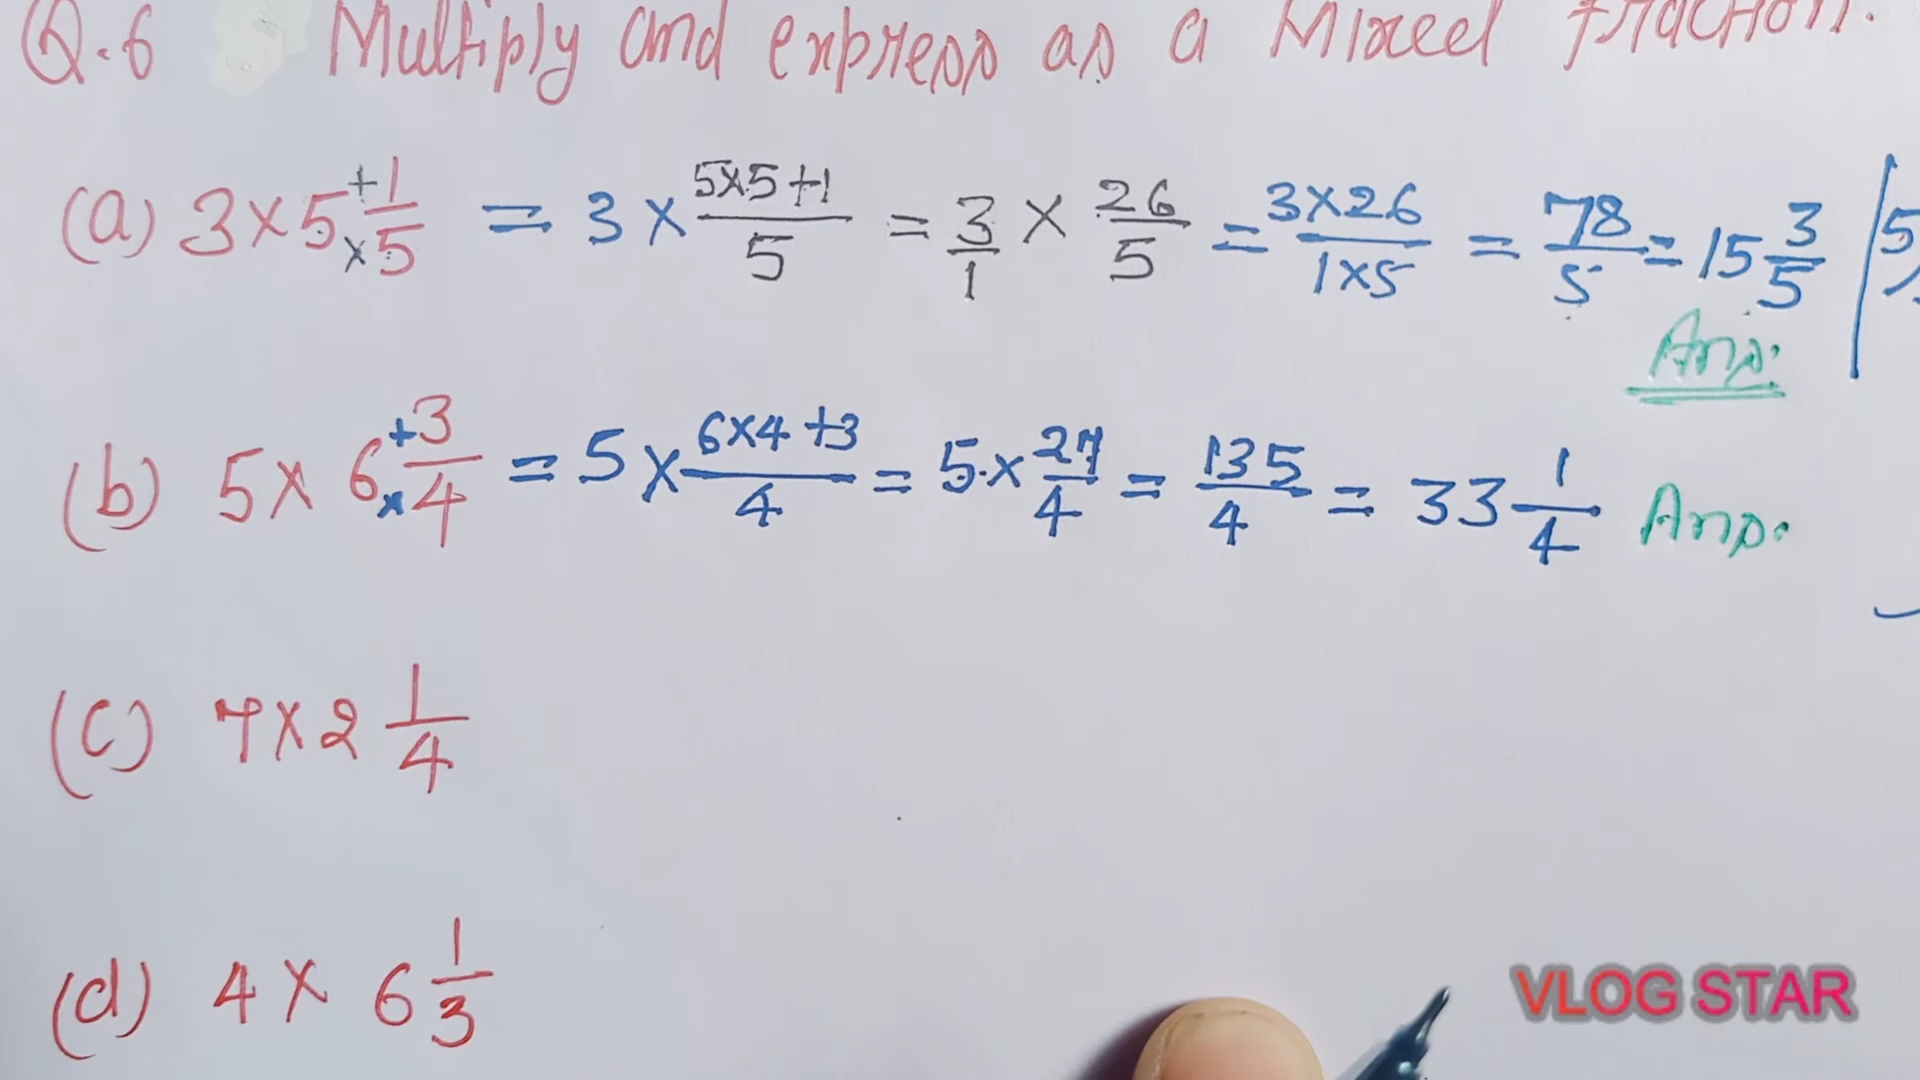 Q.6 Multiply and express as a Mixed fraction.
(a) 3×5 + 1/× 5 = 3 × 5×5+1/5 = 3/1 × 26/5 = 3×26/1×5 = 78/5 = 15 3/5 | 5
Ans.
(b) 5× 6 + 3/× 4 = 5 × 6×4+3/4 = 5.× 27/4 = 135/4 = 33 1/4 Ans.
(c) 7×2 1/4
(d) 4× 6 1/3
VLOG STAR